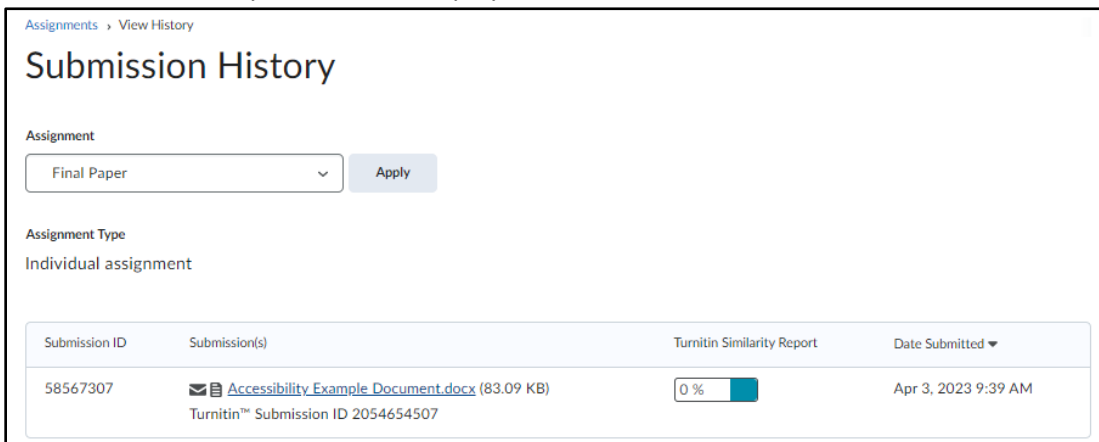 Assignments › View History
Submission History
Assignment
Final Paper
Apply
Assignment Type
Individual assignment
Submission ID Submission(s) Turnitin Similarity Report Date Submitted
58567307 Accessibility Example Document.docx (83.09 KB) 0 % Apr 3, 2023 9:39 AM
Turnitin™ Submission ID 2054654507